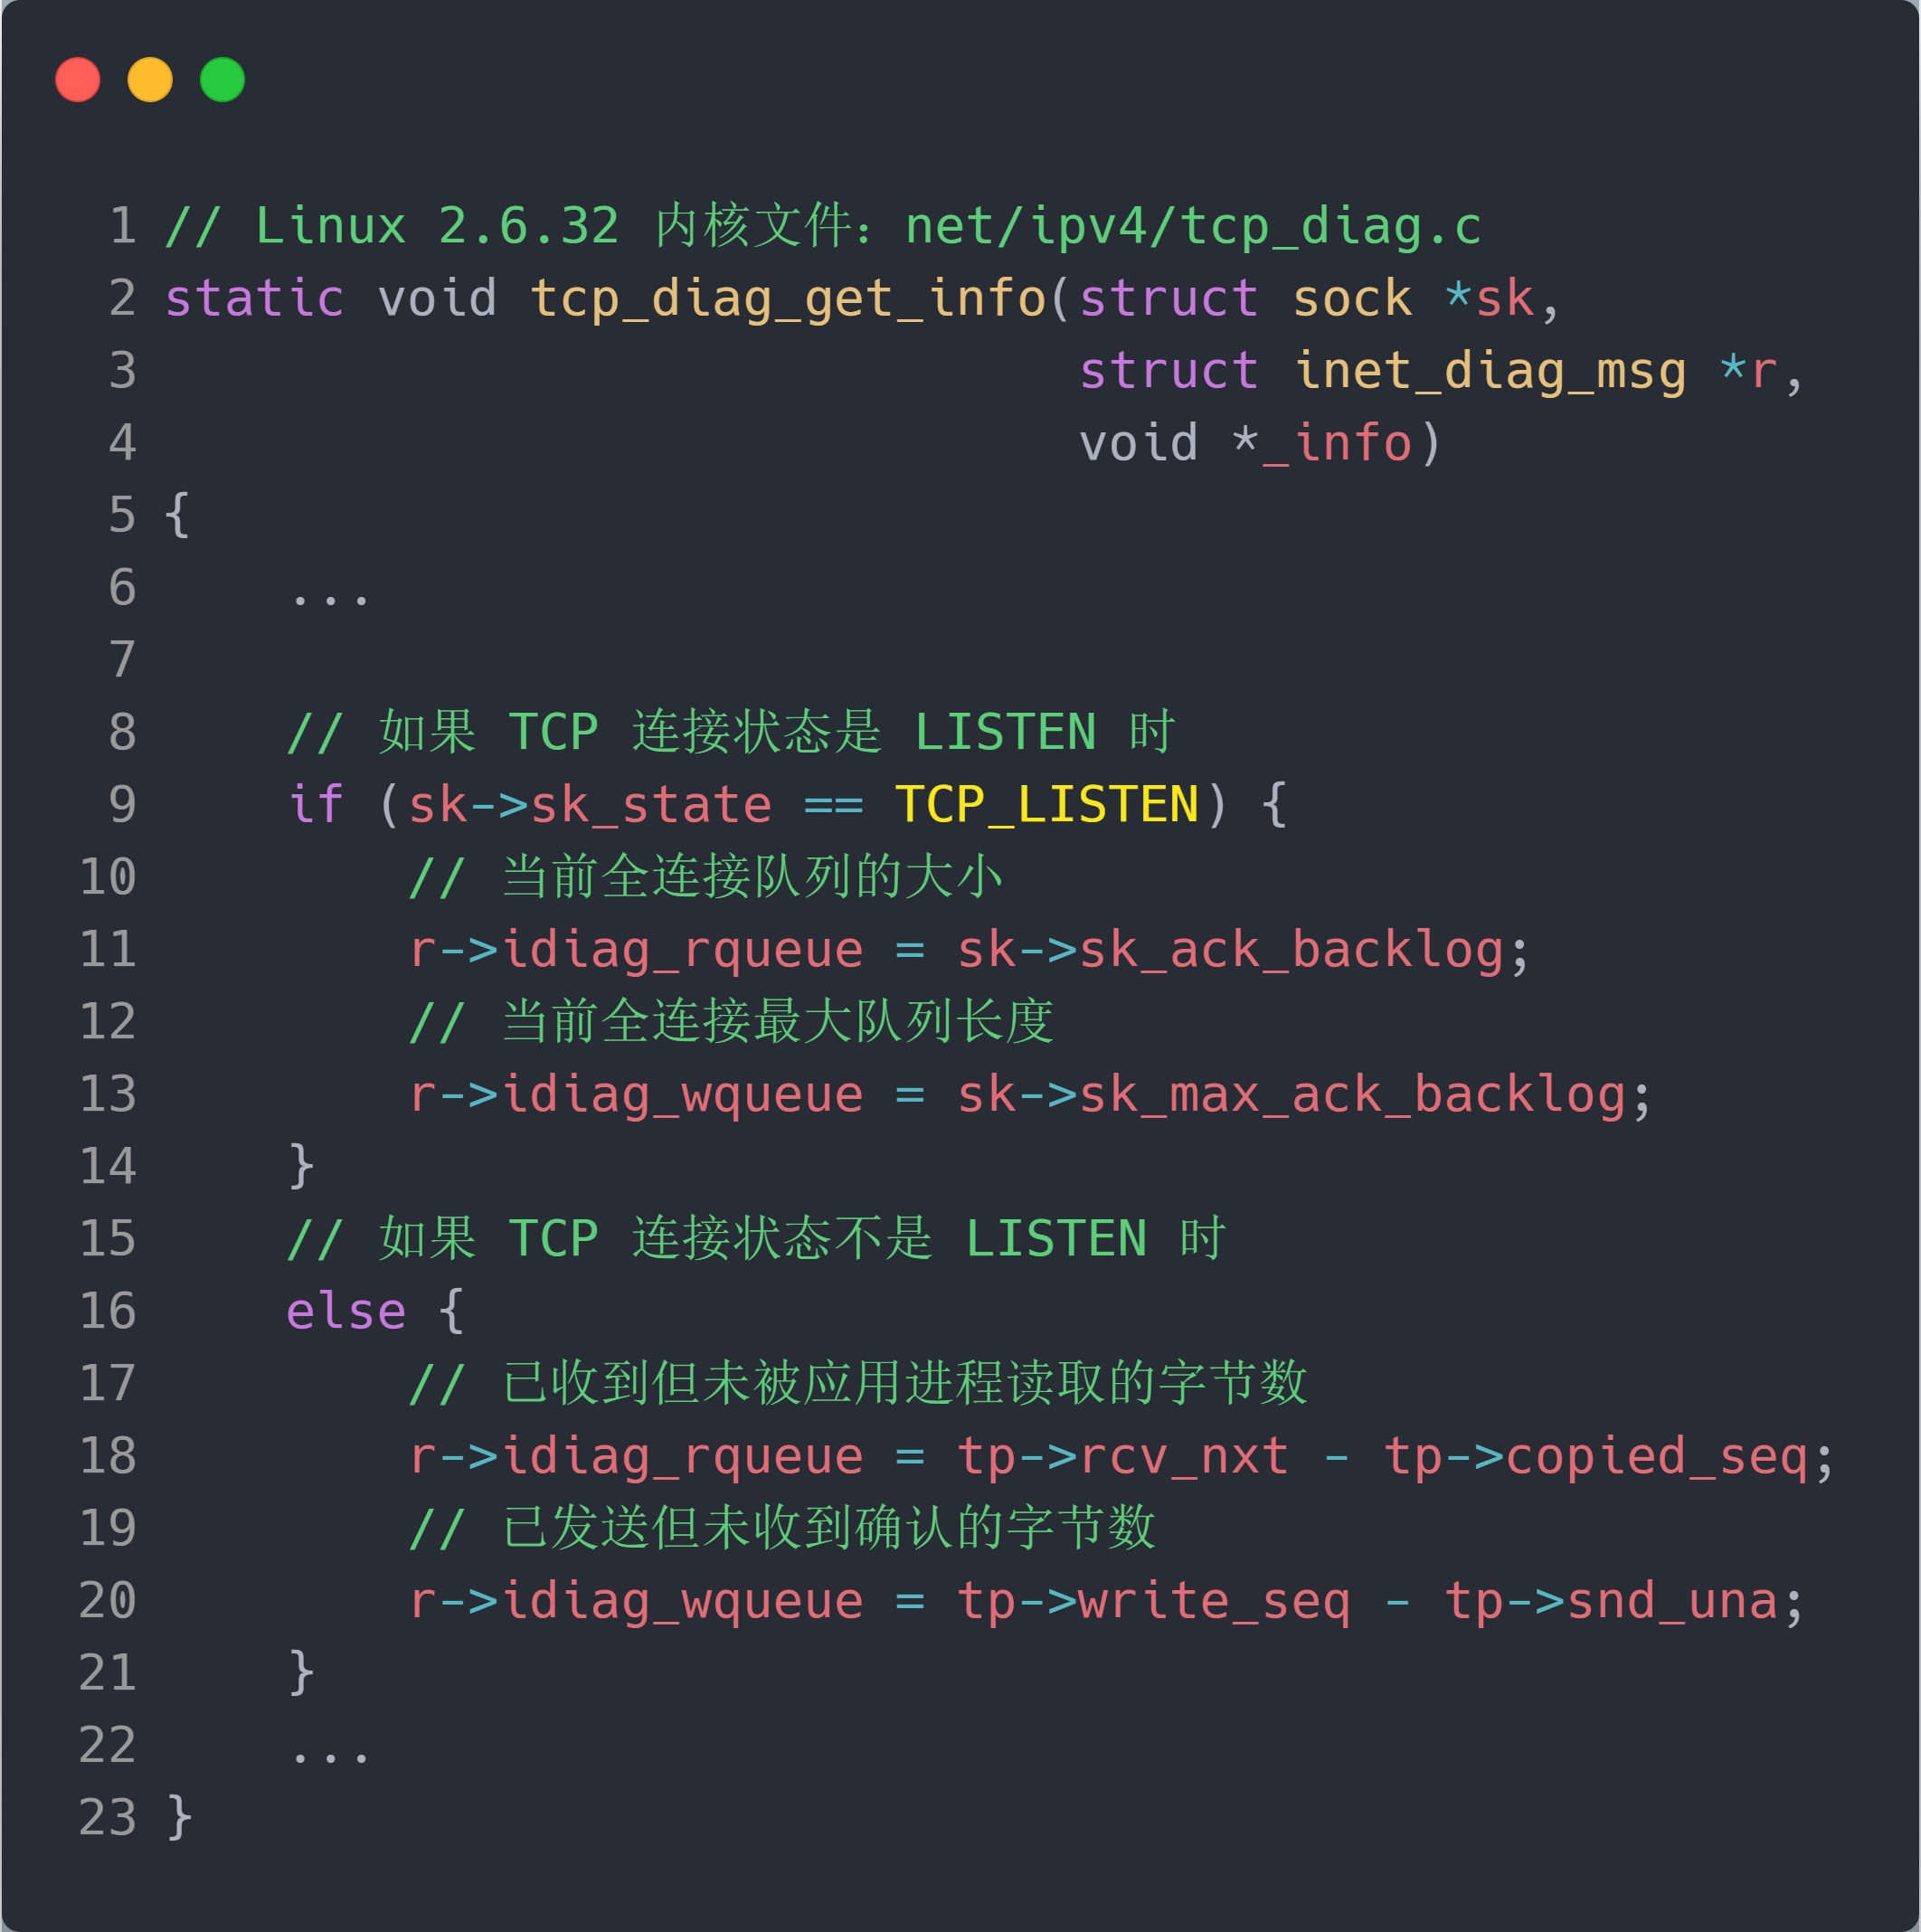 1 // Linux 2.6.32 内核文件：net/ipv4/tcp_diag.c
2 static void tcp_diag_get_info(struct sock *sk,
3                               struct inet_diag_msg *r,
4                               void *_info)
5 {
6     ...
7
8     // 如果 TCP 连接状态是 LISTEN 时
9     if (sk->sk_state == TCP_LISTEN) {
10         // 当前全连接队列的大小
11         r->idiag_rqueue = sk->sk_ack_backlog;
12         // 当前全连接最大队列长度
13         r->idiag_wqueue = sk->sk_max_ack_backlog;
14     }
15     // 如果 TCP 连接状态不是 LISTEN 时
16     else {
17         // 已收到但未被应用进程读取的字节数
18         r->idiag_rqueue = tp->rcv_nxt - tp->copied_seq;
19         // 已发送但未收到确认的字节数
20         r->idiag_wqueue = tp->write_seq - tp->snd_una;
21     }
22     ...
23 }